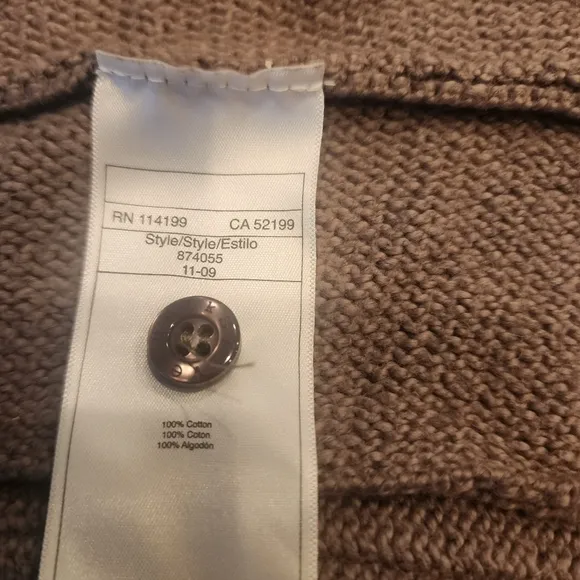 RN 114199 CA 52199
Style/Style/Estilo
874055
11-09
100% Cotton
100% Coton
100% Algodón